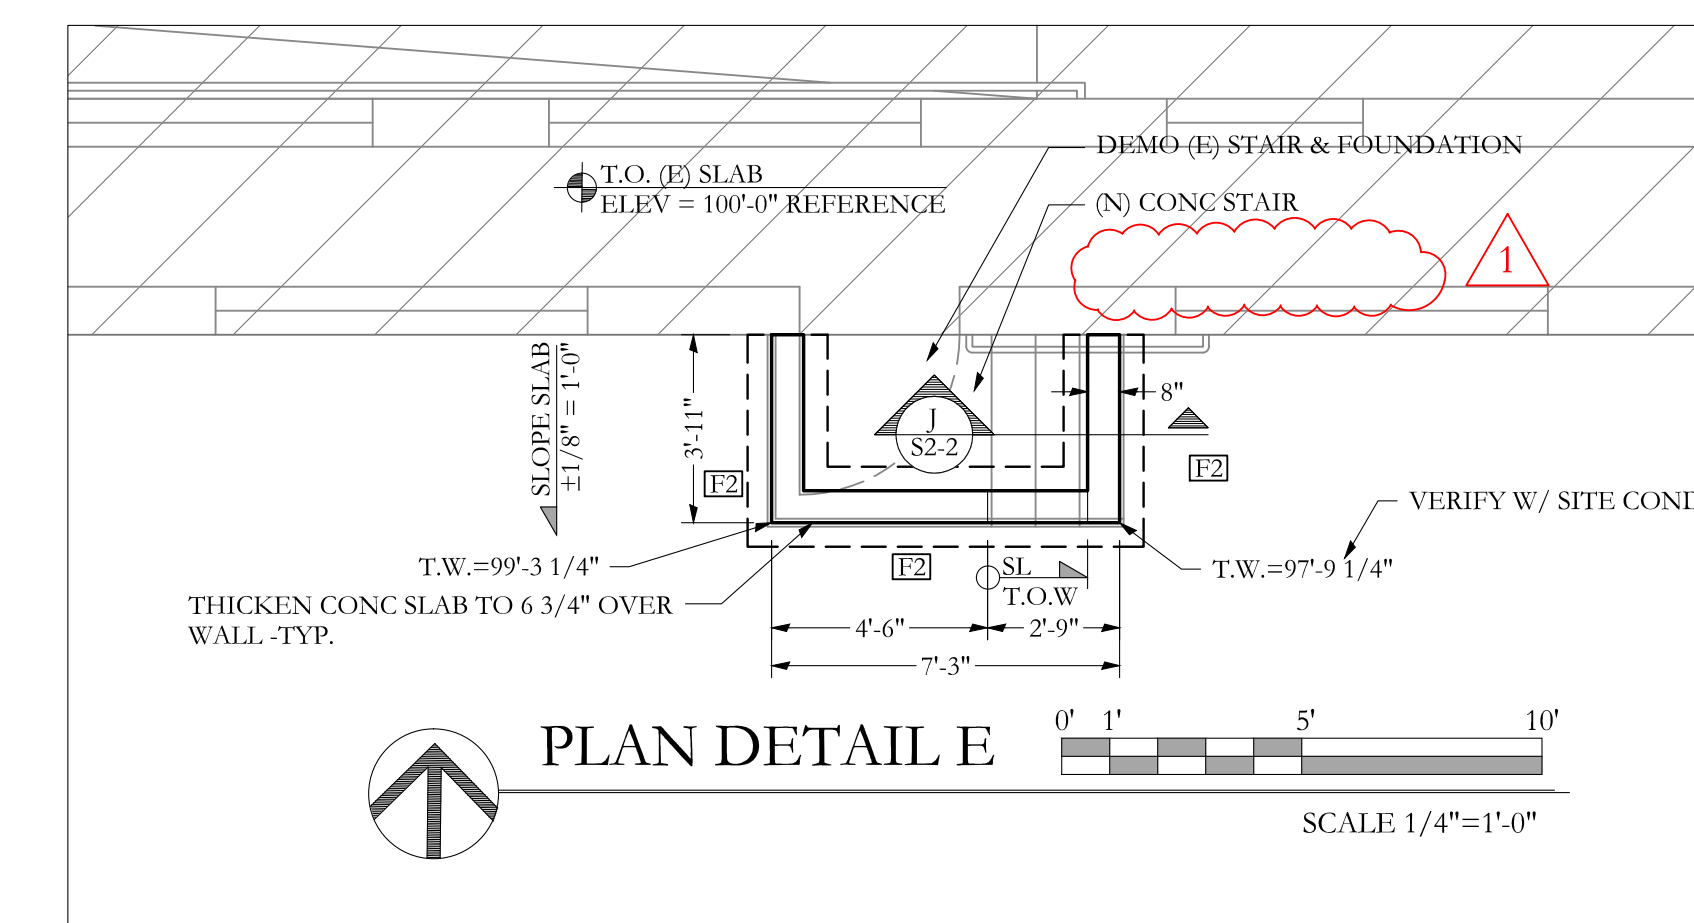 DEMO (E) STAIR & FOUNDATION
T.O. (E) SLAB
ELEV = 100'-0" REFERENCE
(N) CONC STAIR
1
SLOPE SLAB
±1/8" = 1'-0"
3'-11"
8"
J
S2-2
F2
F2
VERIFY W/ SITE COND
T.W.=99'-3 1/4"
F2
SL
T.O.W
T.W.=97'-9 1/4"
THICKEN CONC SLAB TO 6 3/4" OVER
WALL -TYP.
4'-6"
2'-9"
7'-3"
PLAN DETAIL E
0' 1' 5' 10'
SCALE 1/4"=1'-0"